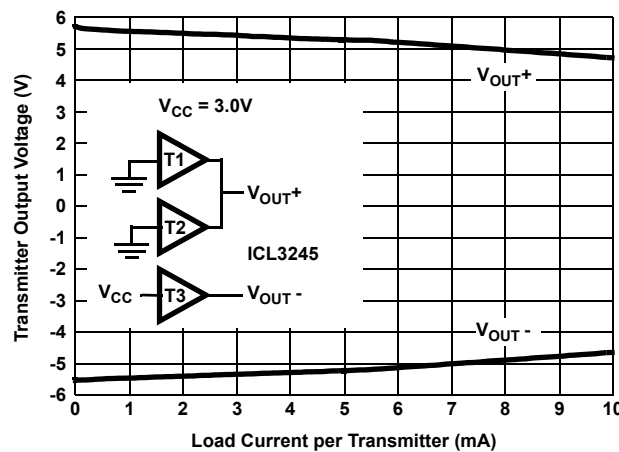 6
5
4
3
2
1
0
-1
-2
-3
-4
-5
-6
Transmitter Output Voltage (V)
VOUT+
VCC = 3.0V
T1
VOUT+
T2
ICL3245
VCC
T3
VOUT -
VOUT -
0 1 2 3 4 5 6 7 8 9 10
Load Current per Transmitter (mA)